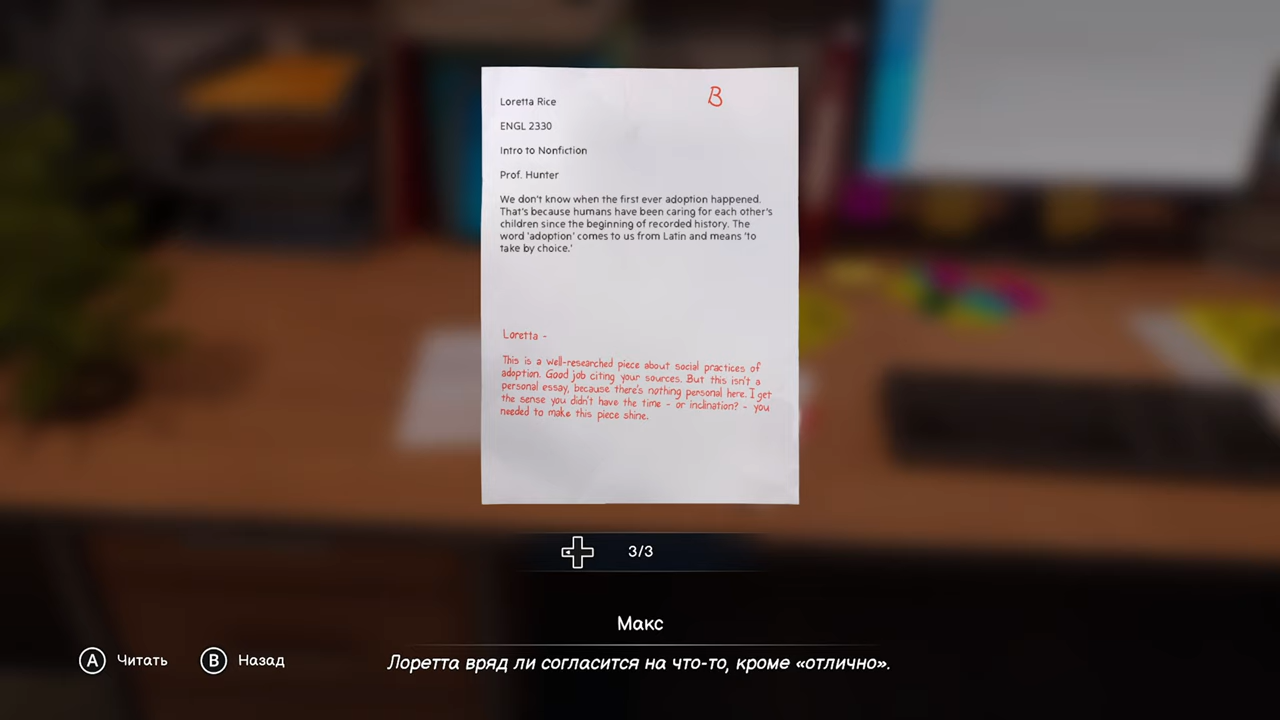 Loretta Rice
B
ENGL 2330
Intro to Nonfiction
Prof. Hunter
We don't know when the first ever adoption happened.
That's because humans have been caring for each other's
children since the beginning of recorded history. The
word 'adoption' comes to us from Latin and means 'to
take by choice.'
Loretta -
This is a well-researched piece about social practices of
adoption. Good job citing your sources. But this isn't a
personal essay, because there's nothing personal here. I get
the sense you didn't have the time - or inclination? - you
needed to make this piece shine.
3/3
Макс
A Читать
B Назад
Лоретта вряд ли согласится на что-то, кроме «отлично».